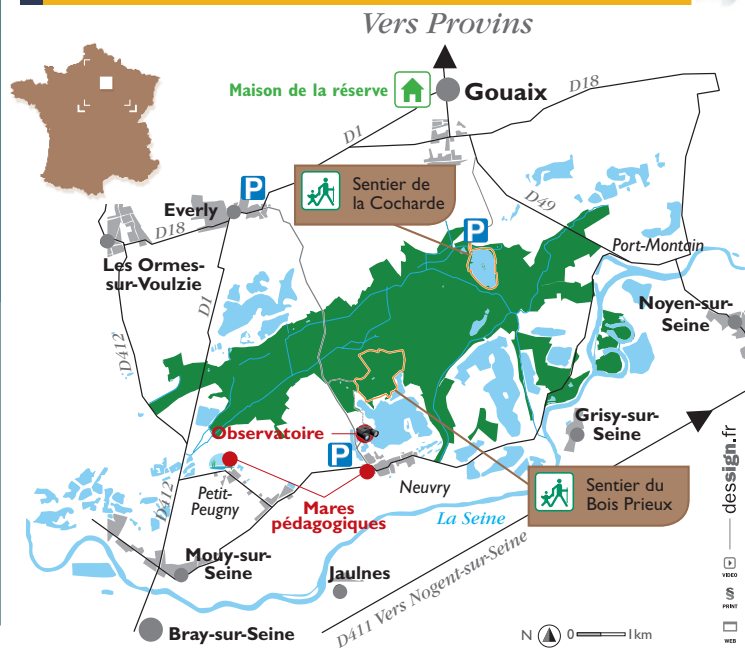 Vers Provins
Maison de la réserve
Gouaix
D18
D1
Sentier de
la Cocharde
P
Everly
D18
P
D49
Port-Montain
Les Ormes-
sur-Voulzie
D1
Noyen-sur-
Seine
D412
Observatoire
Grisy-sur-
Seine
P
Petit-
Peugny
Neuvry
D412
Mares
pédagogiques
Sentier du
Bois Prieux
La Seine
Mouy-sur-
Seine
Jaulnes
D411 Vers Nogent-sur-Seine
Bray-sur-Seine
N
0
1km
dessign.fr
VIDEO
§
PRINT
WEB